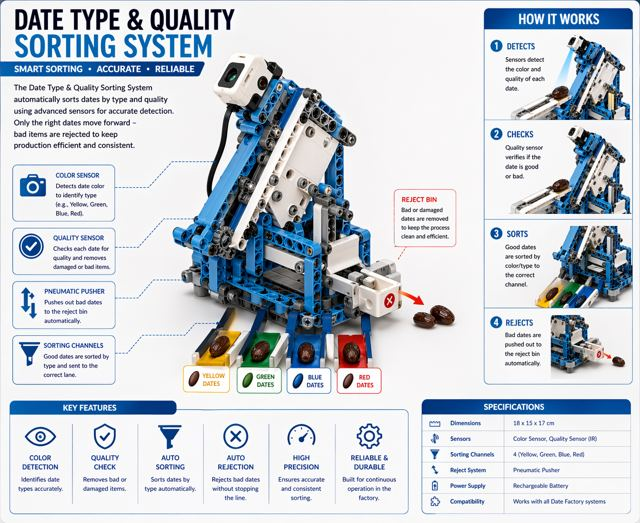 DATE TYPE & QUALITY
SORTING SYSTEM
SMART SORTING • ACCURATE • RELIABLE
The Date Type & Quality Sorting System
automatically sorts dates by type and quality
using advanced sensors for accurate detection.
Only the right dates move forward –
bad items are rejected to keep
production efficient and consistent.
COLOR SENSOR
Detects date color
to identify type
(e.g., Yellow, Green,
Blue, Red).
QUALITY SENSOR
Checks each date for
quality and removes
damaged or bad items.
PNEUMATIC PUSHER
Pushes out bad dates
to the reject bin
automatically.
SORTING CHANNELS
Good dates are sorted by
type and sent to the
correct lane.
REJECT BIN
Bad or damaged
dates are removed
to keep the process
clean and efficient.
YELLOW
DATES
GREEN
DATES
BLUE
DATES
RED
DATES
HOW IT WORKS
1 DETECTS
Sensors detect
the color and
quality of each
date.
2 CHECKS
Quality sensor
verifies if the
date is good
or bad.
3 SORTS
Good dates
are sorted by
color/type to the
correct channel.
4 REJECTS
Bad dates are
pushed out to
the reject bin
automatically.
KEY FEATURES
COLOR
DETECTION
Identifies date
types accurately.
QUALITY
CHECK
Removes bad or
damaged items.
AUTO
SORTING
Sorts dates by
type automatically.
AUTO
REJECTION
Rejects bad dates
without stopping
the line.
HIGH
PRECISION
Ensures accurate
and consistent
sorting.
RELIABLE &
DURABLE
Built for continuous
operation in the
factory.
SPECIFICATIONS
Dimensions 18 x 15 x 17 cm
Sensors Color Sensor, Quality Sensor (IR)
Sorting Channels 4 (Yellow, Green, Blue, Red)
Reject System Pneumatic Pusher
Power Supply Rechargeable Battery
Compatibility Works with all Date Factory systems